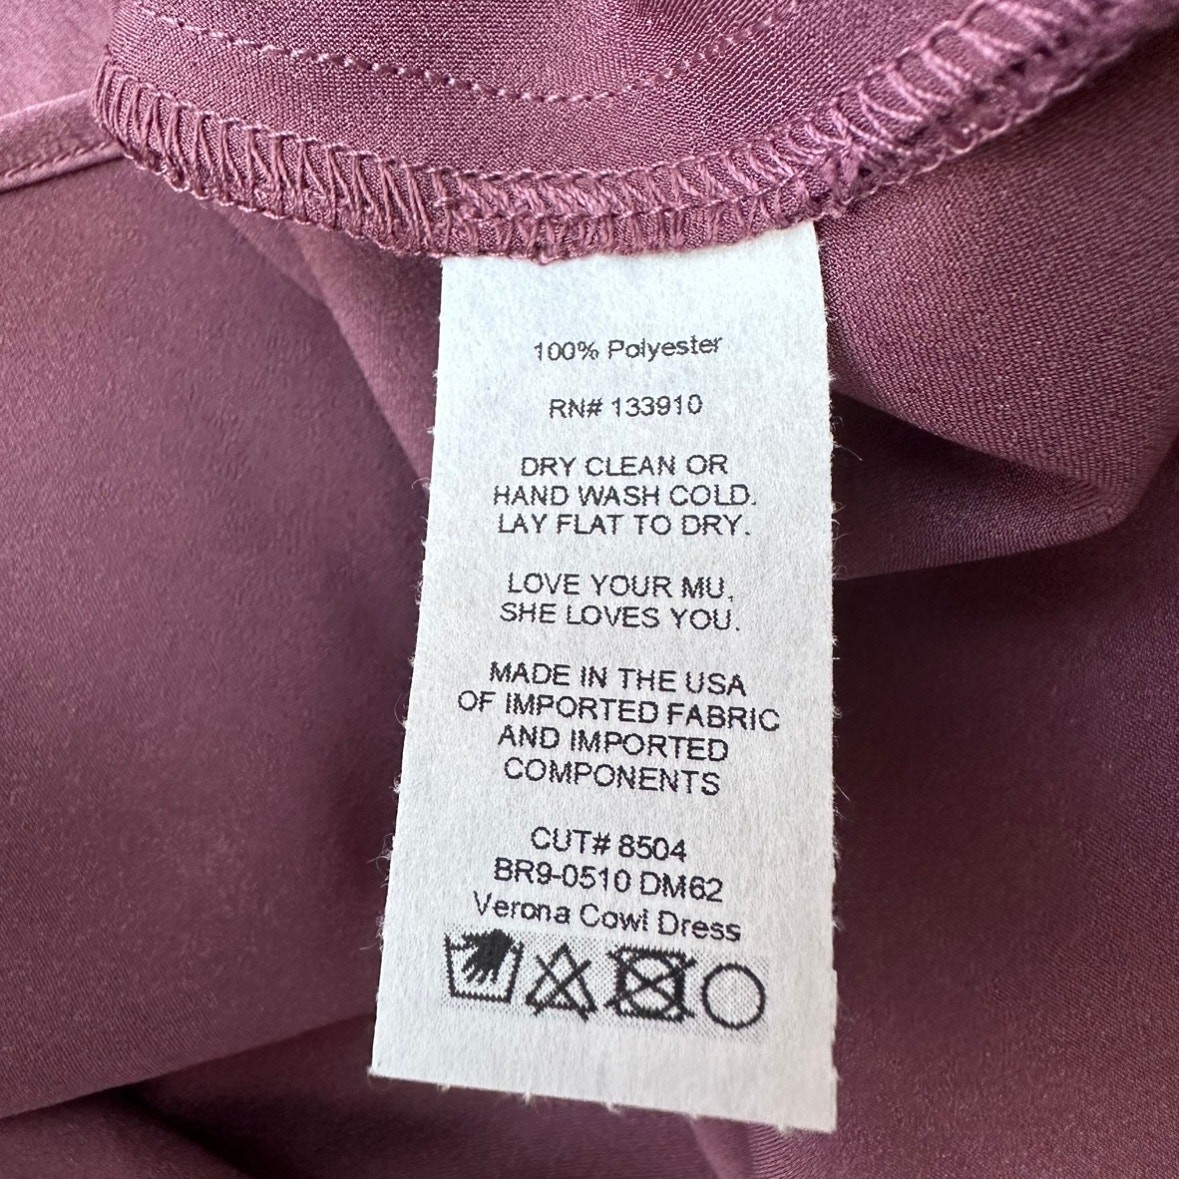 100% Polyester
RN# 133910
DRY CLEAN OR
HAND WASH COLD.
LAY FLAT TO DRY.
LOVE YOUR MU,
SHE LOVES YOU.
MADE IN THE USA
OF IMPORTED FABRIC
AND IMPORTED
COMPONENTS
CUT# 8504
BR9-0510 DM62
Verona Cowl Dress